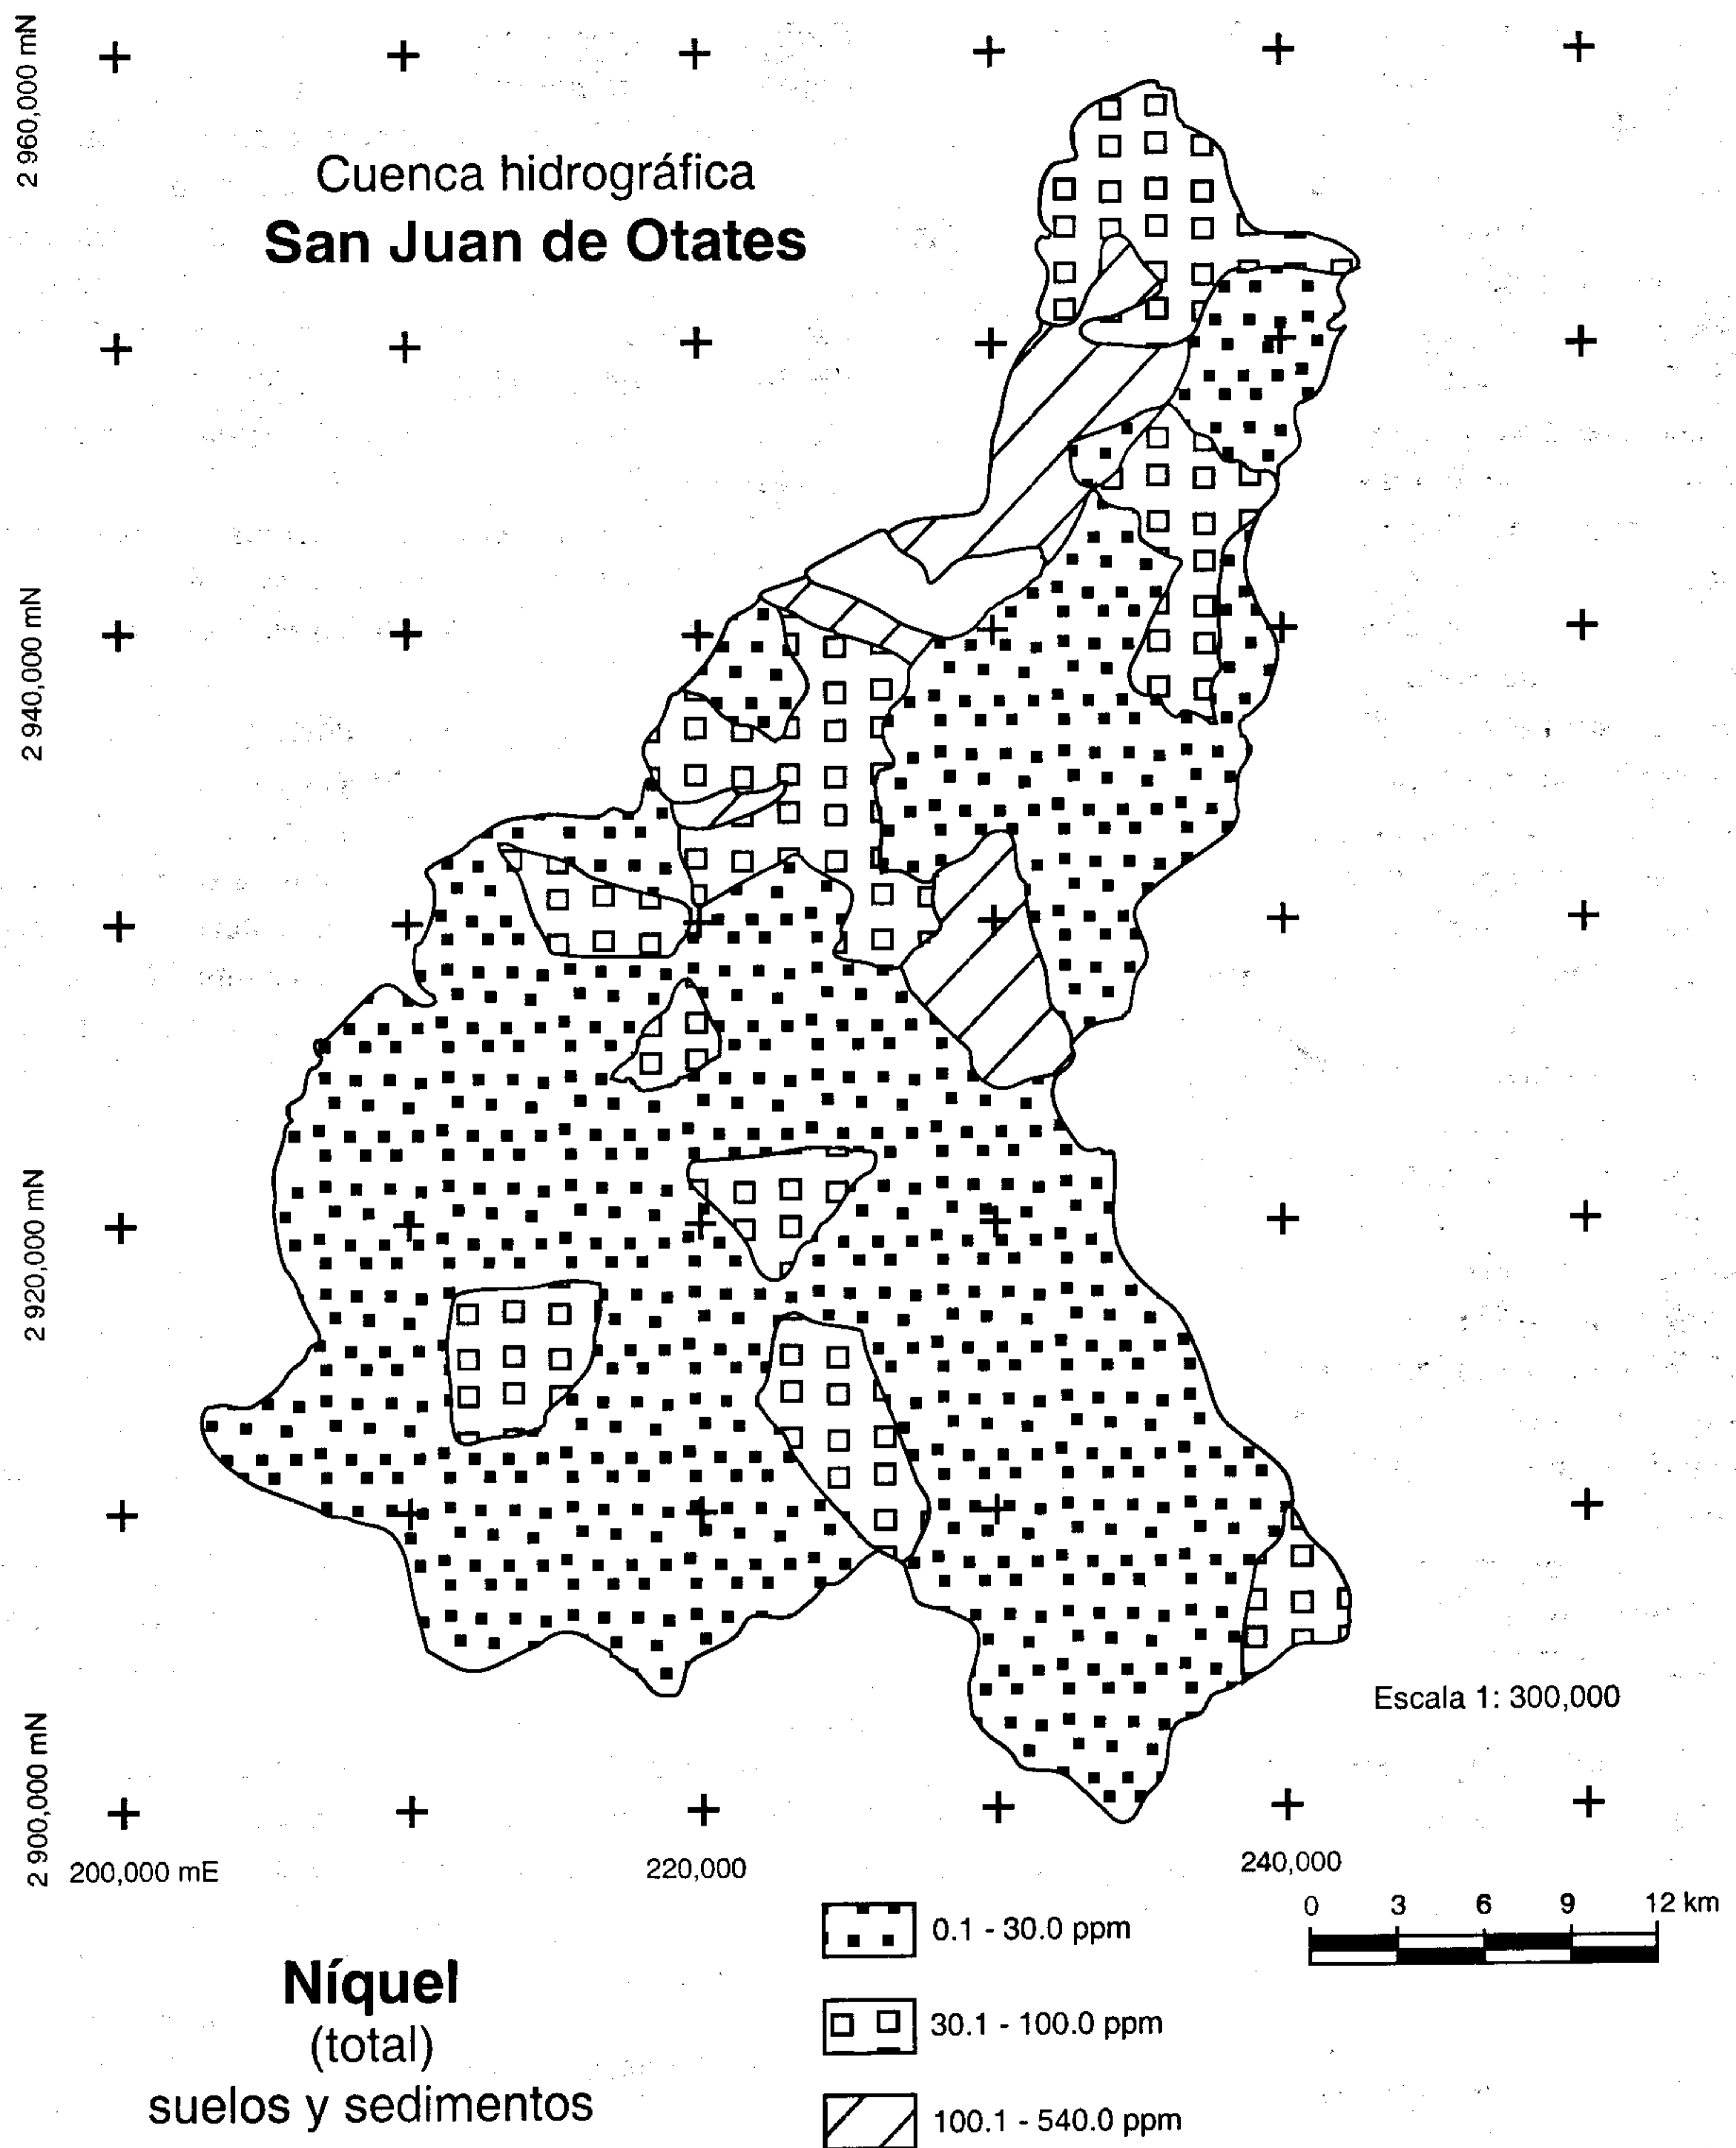 2 960,000 mN
Cuenca hidrográfica
San Juan de Otates
2 940,000 mN
2 920,000 mN
Escala 1: 300,000
2 900,000 mN
200,000 mE
220,000
240,000
0 3 6 9 12 km
0.1 - 30.0 ppm
30.1 - 100.0 ppm
100.1 - 540.0 ppm
Níquel
(total)
suelos y sedimentos